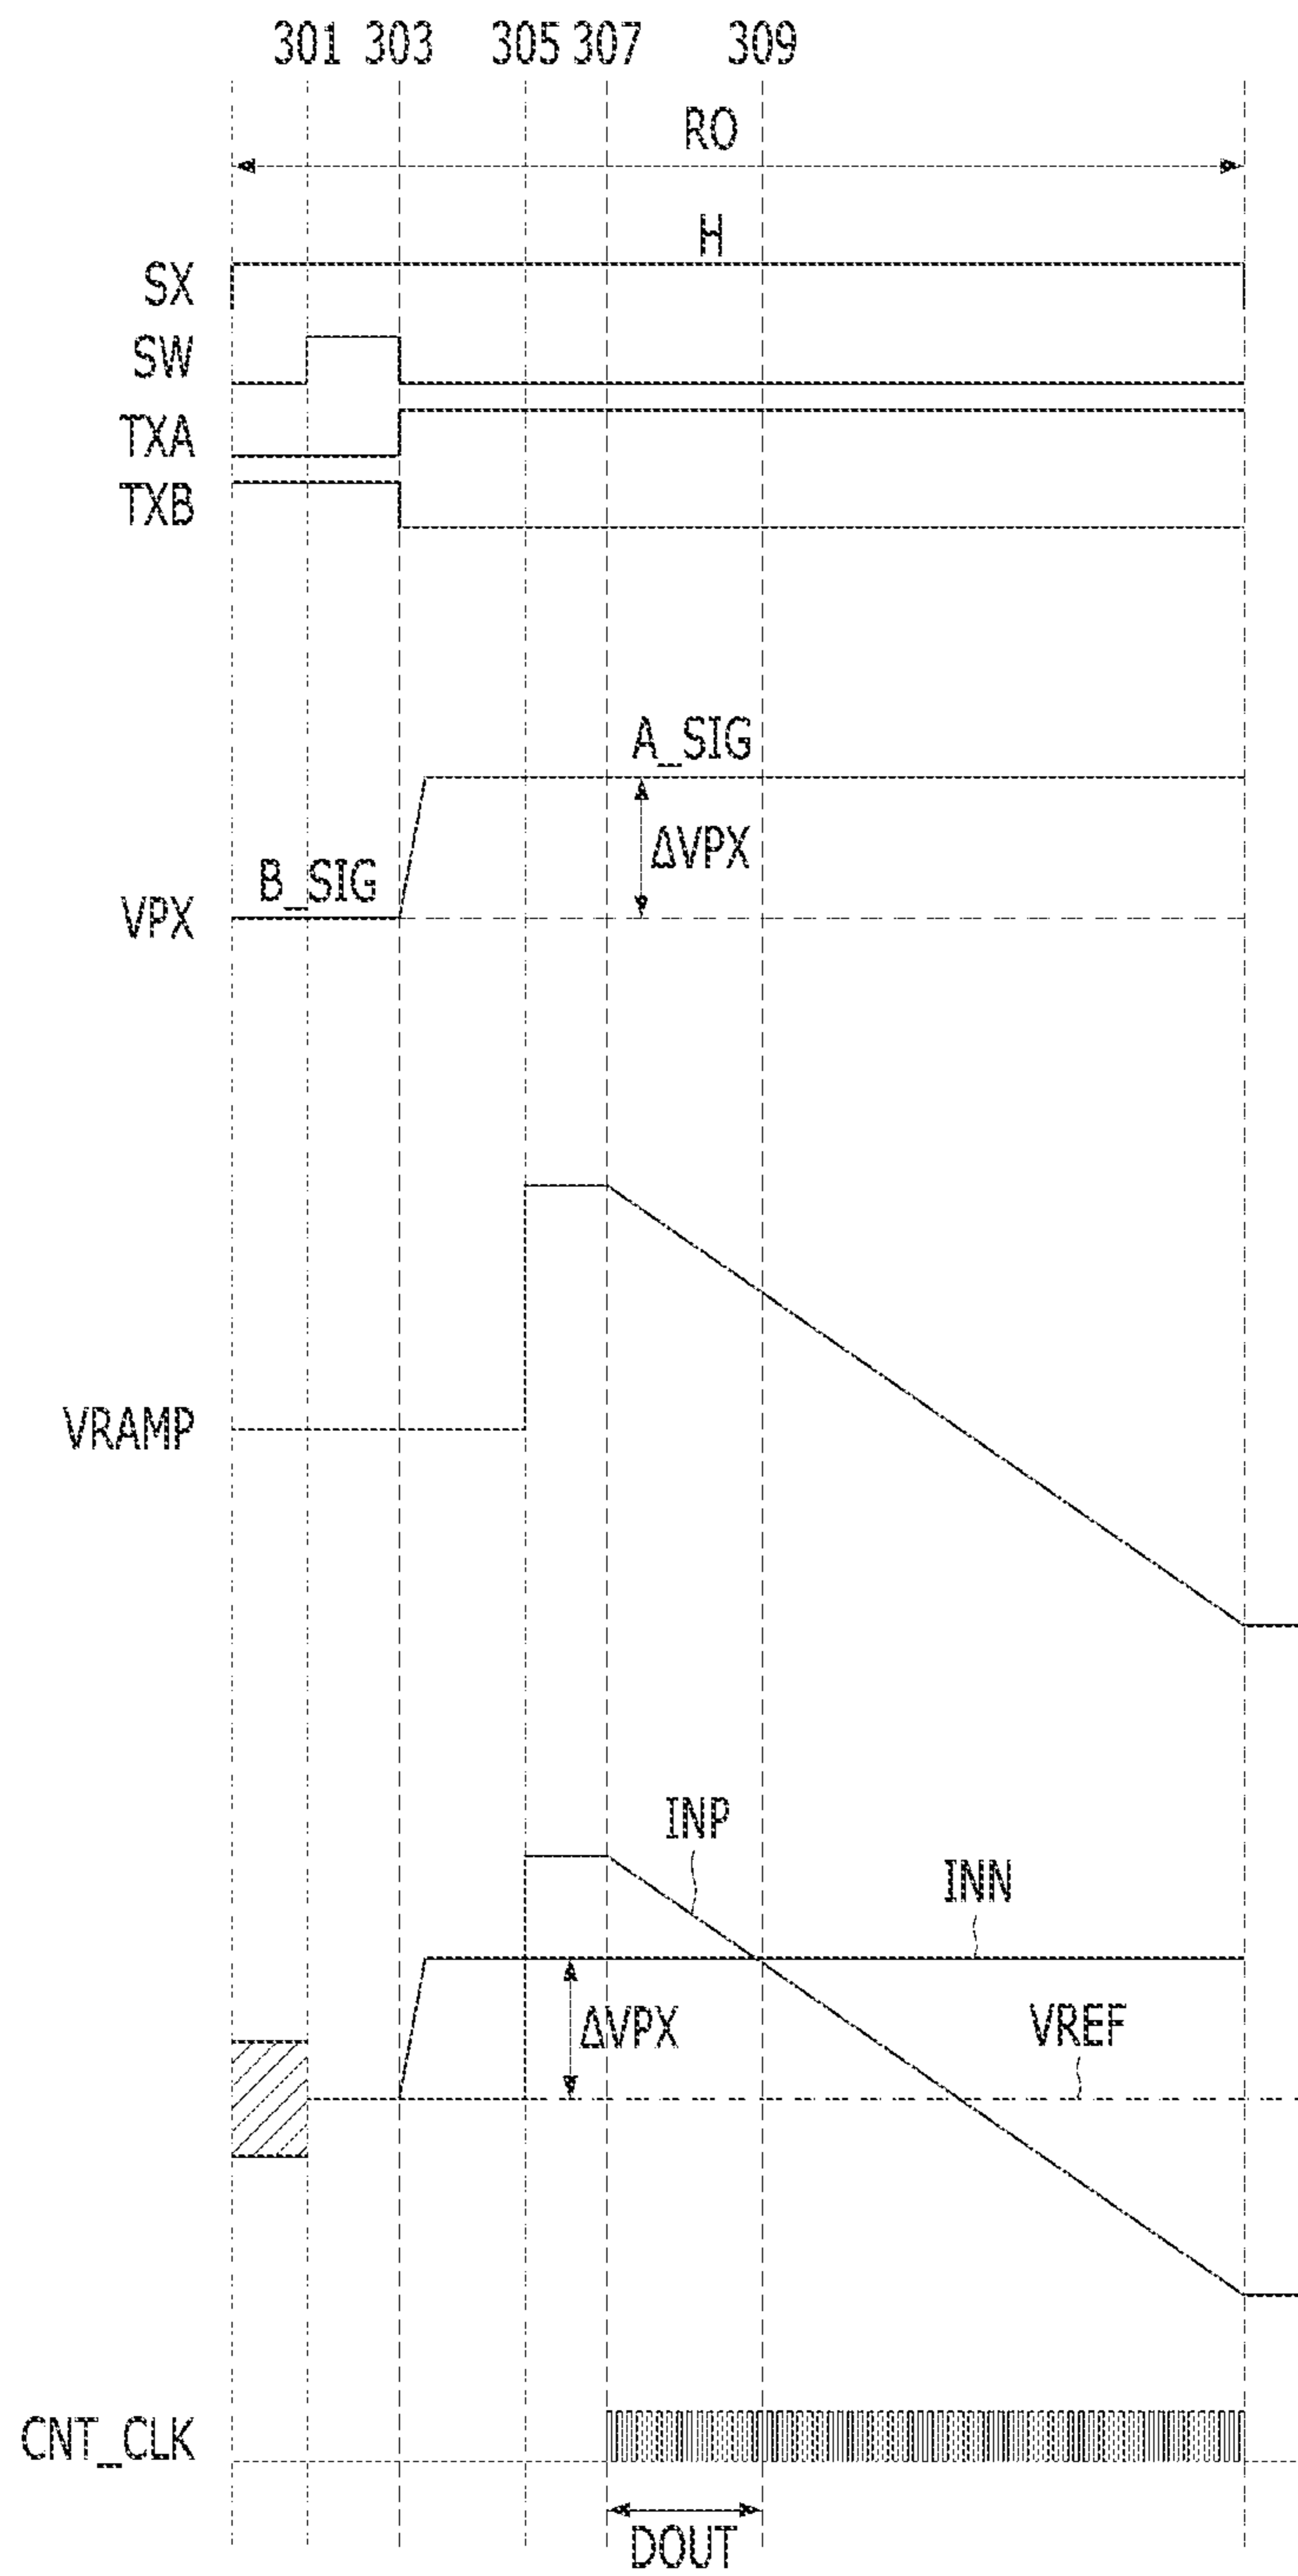 301 303 305 307 309
RO
H
SX
SW
TXA
TXB
A_SIG
ΔVPX
B_SIG
VPX
VRAMP
INP
INN
ΔVPX
VREF
CNT_CLK
DOUT